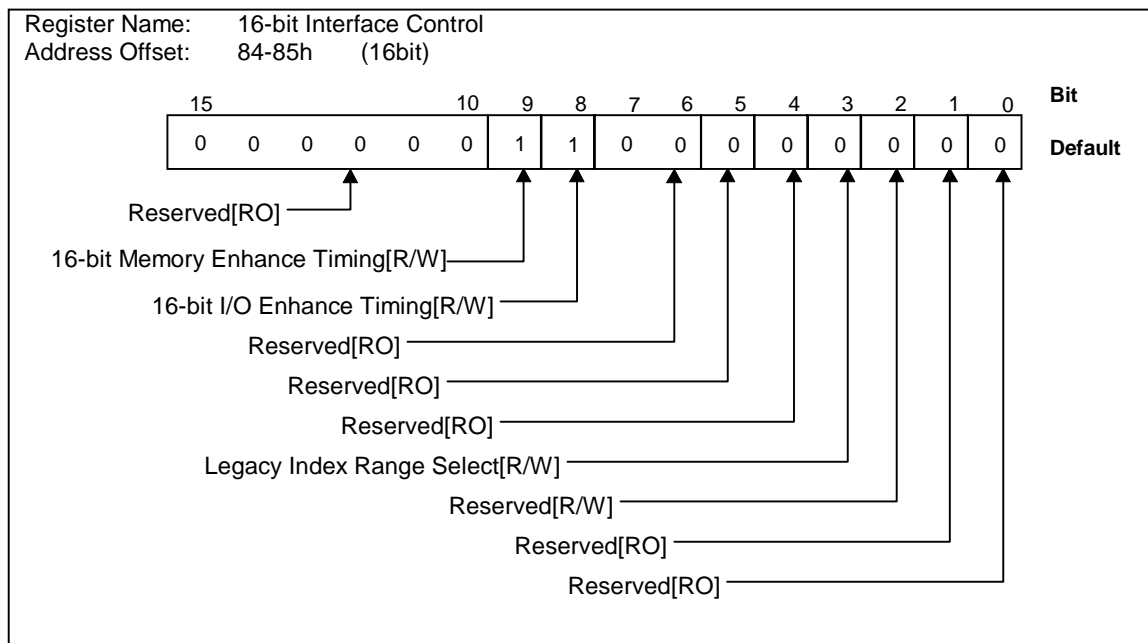 Register Name: 16-bit Interface Control
Address Offset: 84-85h (16bit)
15 10 9 8 7 6 5 4 3 2 1 0 Bit
0 0 0 0 0 0 1 1 0 0 0 0 0 0 0 0 Default
Reserved[RO]
16-bit Memory Enhance Timing[R/W]
16-bit I/O Enhance Timing[R/W]
Reserved[RO]
Reserved[RO]
Reserved[RO]
Legacy Index Range Select[R/W]
Reserved[R/W]
Reserved[RO]
Reserved[RO]